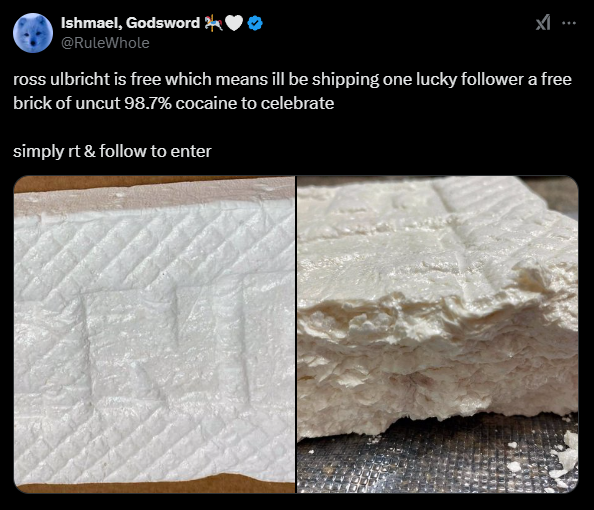 Ishmael, Godsword 🎠🤍
@RuleWhole
ross ulbricht is free which means ill be shipping one lucky follower a free
brick of uncut 98.7% cocaine to celebrate
simply rt & follow to enter